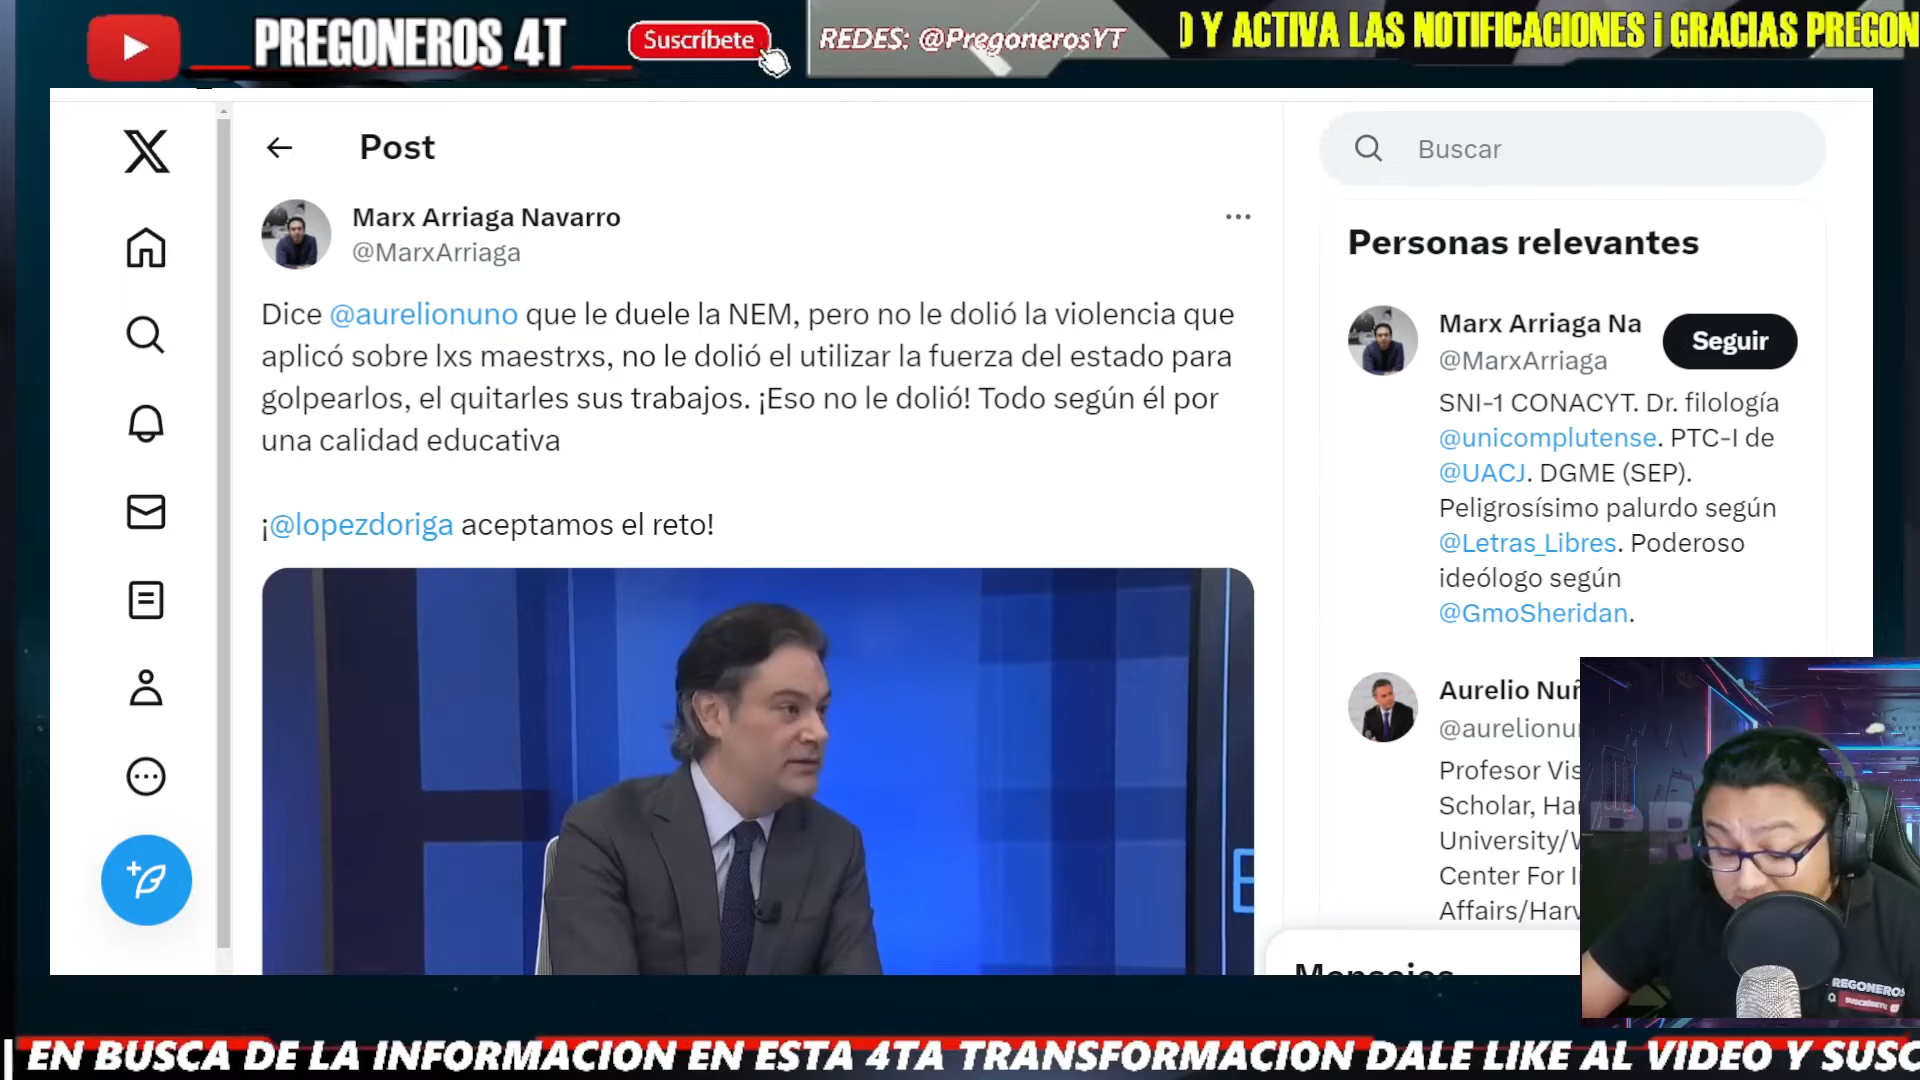 PREGONEROS 4T
Suscríbete
REDES: @PregonerosYT
Y ACTIVA LAS NOTIFICACIONES ¡ GRACIAS PREGON
Post
Marx Arriaga Navarro
@MarxArriaga
Dice @aurelionuno que le duele la NEM, pero no le dolió la violencia que
aplicó sobre lxs maestrxs, no le dolió el utilizar la fuerza del estado para
golpearlos, el quitarles sus trabajos. ¡Eso no le dolió! Todo según él por
una calidad educativa
¡@lopezdoriga aceptamos el reto!
Buscar
Personas relevantes
Marx Arriaga Na
Seguir
@MarxArriaga
SNI-1 CONACYT. Dr. filología
@unicomplutense. PTC-I de
@UACJ. DGME (SEP).
Peligrosísimo palurdo según
@Letras_Libres. Poderoso
ideólogo según
@GmoSheridan.
Aurelio Nuñ
@aurelionu
Profesor Vis
Scholar, Har
University/
Center For
Affairs/Harv
Mensajes
REGONEROS
SUSCRIBETE
EN BUSCA DE LA INFORMACION EN ESTA 4TA TRANSFORMACION DALE LIKE AL VIDEO Y SUSC